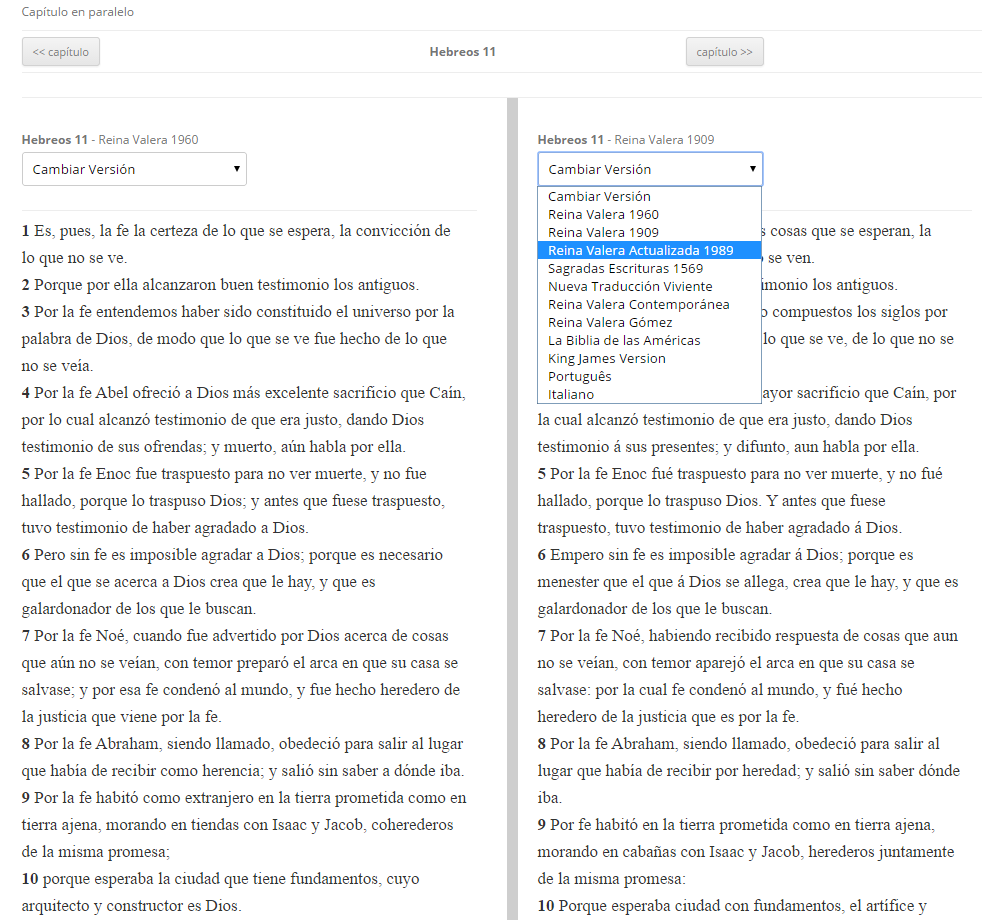 Capítulo en paralelo
<< capítulo
Hebreos 11
capítulo >>
Hebreos 11 - Reina Valera 1960
Cambiar Versión
1 Es, pues, la fe la certeza de lo que se espera, la convicción de
lo que no se ve.
2 Porque por ella alcanzaron buen testimonio los antiguos.
3 Por la fe entendemos haber sido constituido el universo por la
palabra de Dios, de modo que lo que se ve fue hecho de lo que
no se veía.
4 Por la fe Abel ofreció a Dios más excelente sacrificio que Caín,
por lo cual alcanzó testimonio de que era justo, dando Dios
testimonio de sus ofrendas; y muerto, aún habla por ella.
5 Por la fe Enoc fue traspuesto para no ver muerte, y no fue
hallado, porque lo traspuso Dios; y antes que fuese traspuesto,
tuvo testimonio de haber agradado a Dios.
6 Pero sin fe es imposible agradar a Dios; porque es necesario
que el que se acerca a Dios crea que le hay, y que es
galardonador de los que le buscan.
7 Por la fe Noé, cuando fue advertido por Dios acerca de cosas
que aún no se veían, con temor preparó el arca en que su casa se
salvase; y por esa fe condenó al mundo, y fue hecho heredero de
la justicia que viene por la fe.
8 Por la fe Abraham, siendo llamado, obedeció para salir al lugar
que había de recibir como herencia; y salió sin saber a dónde iba.
9 Por la fe habitó como extranjero en la tierra prometida como en
tierra ajena, morando en tiendas con Isaac y Jacob, coherederos
de la misma promesa;
10 porque esperaba la ciudad que tiene fundamentos, cuyo
arquitecto y constructor es Dios.
Hebreos 11 - Reina Valera 1909
Cambiar Versión
Cambiar Versión
Reina Valera 1960
Reina Valera 1909
Reina Valera Actualizada 1989
Sagradas Escrituras 1569
Nueva Traducción Viviente
Reina Valera Contemporánea
Reina Valera Gómez
La Biblia de las Américas
King James Version
Português
Italiano
cosas que se esperan, la
se ven.
los antiguos.
compuestos los siglos por
lo que se ve, de lo que no se
sacrificio que Caín, por
la cual alcanzó testimonio de que era justo, dando Dios
testimonio á sus presentes; y difunto, aun habla por ella.
5 Por la fe Enoc fué traspuesto para no ver muerte, y no fué
hallado, porque lo traspuso Dios. Y antes que fuese
traspuesto, tuvo testimonio de haber agradado á Dios.
6 Empero sin fe es imposible agradar á Dios; porque es
menester que el que á Dios se allega, crea que le hay, y que es
galardonador de los que le buscan.
7 Por la fe Noé, habiendo recibido respuesta de cosas que aun
no se veían, con temor aparejó el arca en que su casa se
salvase: por la cual fe condenó al mundo, y fué hecho
heredero de la justicia que es por la fe.
8 Por la fe Abraham, siendo llamado, obedeció para salir al
lugar que había de recibir por heredad; y salió sin saber dónde
iba.
9 Por fe habitó en la tierra prometida como en tierra ajena,
morando en cabañas con Isaac y Jacob, herederos juntamente
de la misma promesa:
10 Porque esperaba ciudad con fundamentos, el artífice y